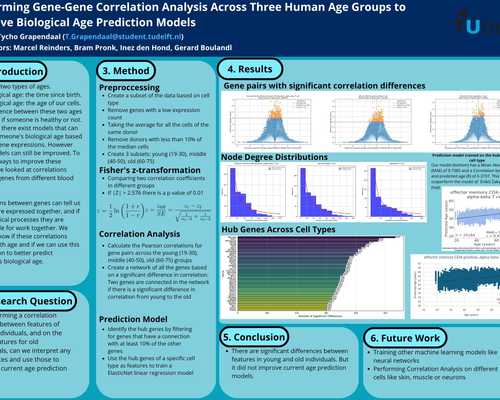 rming Gene-Gene Correlation Analysis Across Three Human Age Groups to
ve Biological Age Prediction Models
Tycho Grapendaal (T.Grapendaal@student.tudelft.nl)
ors: Marcel Reinders, Bram Pronk, Inez den Hond, Gerard Bouland
roduction
two types of ages.
gical age: the time since birth.
cal age: the age of our cells.
rence between these two ages
if someone is healthy or not.
there exist models that can
meone's biological age based
ene expressions. However
dels can still be improved. To
ays to improve these
e looked at correlations
genes from different blood
ns between genes can tell us
re expressed together, and if
ical processes they are
ble for work together. We
ow if these correlations
th age and if we can use this
on to better predict
s biological age.
search Question
rming a correlation
between features of
ividuals, and on the
atures for old
als, can we interpret any
ces and use those to
current age prediction
3. Method
Preproccessing
• Create a subset of the data based on cell
type
• Remove genes with a low expression
count
• Taking the average for all the cells of the
same donor
• Remove donors with less than 10% of
the median cells
• Create 3 subsets: young (19-30), middle
(40-50), old (60-75)
Fisher's z-transformation
• Comparing two correlation coefficients
in different groups
• If |Z| > 2.576 there is a p-value of 0.01
Correlation Analysis
• Calculate the Pearson correlations for
gene pairs across the young (19-30),
middle (40-50), old (60-75) groups
• Create a network of all the genes based
on a significant difference in correlation.
Two genes are connected in the network
if there is a significant difference in
correlation from young to the old
Prediction Model
• Identify the hub genes by filtering
for genes that have a connection
with at least 10% of the other
genes
• Use the hub genes of a specific cell
type as features to train a
ElasticNet linear regression model
4. Results
Gene pairs with significant correlation differences
Node Degree Distributions
Hub Genes Across Cell Types
Prediction model trained on the hub
cell type
5. Conclusion
• There are significant differences between
features in young and old individuals. But
it did not improve current age prediction
models.
6. Future Work
• Training other machine learning models like
neural networks
• Performing Correlation Analysis on different
cells like skin, muscle or neurons